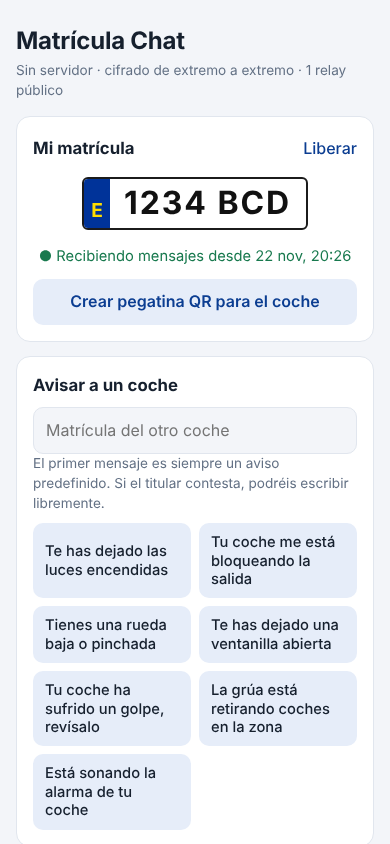 Matrícula Chat
Sin servidor · cifrado de extremo a extremo · 1 relay
público
Mi matrícula
Liberar
E
1234 BCD
● Recibiendo mensajes desde 22 nov, 20:26
Crear pegatina QR para el coche
Avisar a un coche
Matrícula del otro coche
El primer mensaje es siempre un aviso
predefinido. Si el titular contesta, podréis escribir
libremente.
Te has dejado las
luces encendidas
Tu coche me está
bloqueando la
salida
Tienes una rueda
baja o pinchada
Te has dejado una
ventanilla abierta
Tu coche ha
sufrido un golpe,
revísalo
La grúa está
retirando coches
en la zona
Está sonando la
alarma de tu
coche